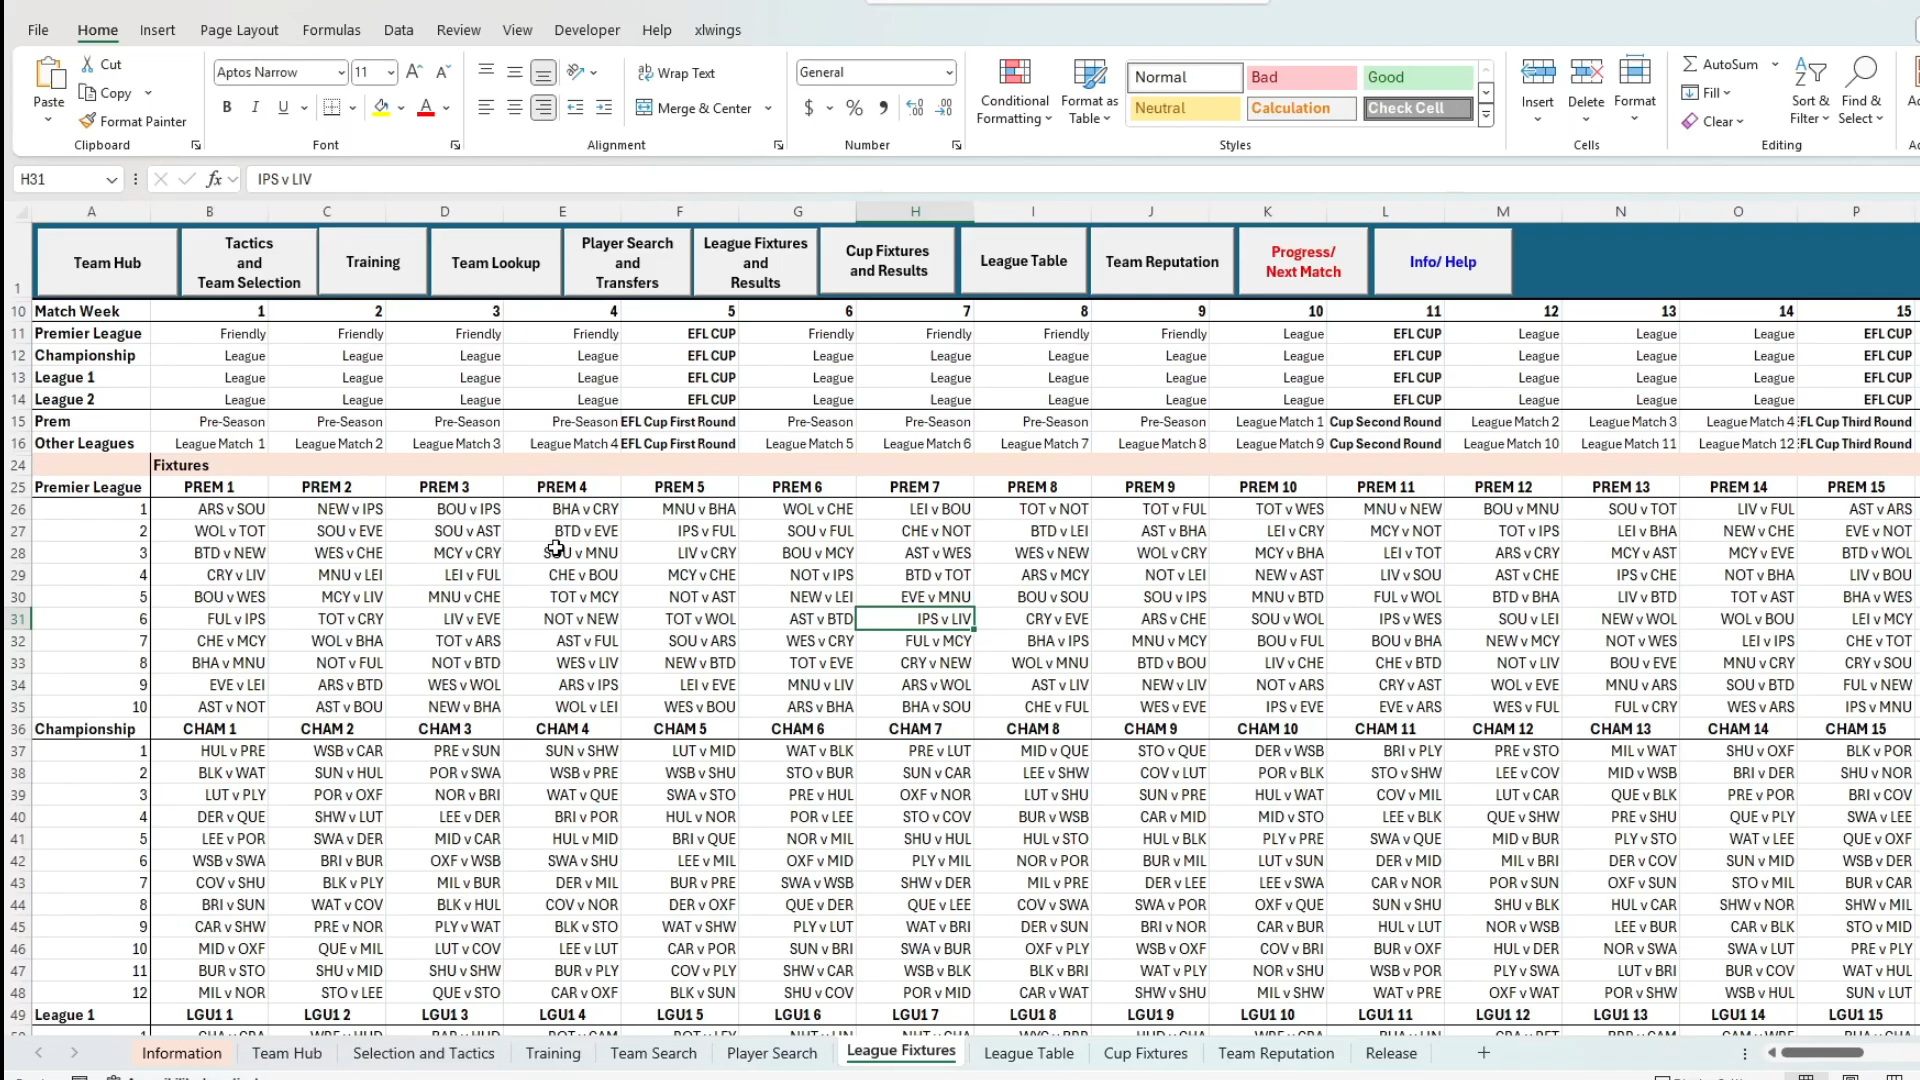 File Home Insert Page Layout Formulas Data Review View Developer Help xlwings
Paste Cut Copy Format Painter Clipboard
Aptos Narrow 11 A A B I U A Font
Wrap Text Merge & Center Alignment
General $ % Number
Conditional Formatting Format as Table Normal Bad Good Neutral Calculation Check Cell Styles
Insert Delete Format Cells
AutoSum Fill Clear Sort & Filter Find & Select Editing
H31 fx IPS v LIV
A B C D E F G H I J K L M N O P
1 Team Hub Tactics and Team Selection Training Team Lookup Player Search and Transfers League Fixtures and Results Cup Fixtures and Results League Table Team Reputation Progress/ Next Match Info/ Help
10 Match Week 1 2 3 4 5 6 7 8 9 10 11 12 13 14 15
11 Premier League Friendly Friendly Friendly Friendly EFL CUP Friendly Friendly Friendly Friendly League EFL CUP League League League EFL CUP
12 Championship League League League League EFL CUP League League League League League EFL CUP League League League EFL CUP
13 League 1 League League League League EFL CUP League League League League League EFL CUP League League League EFL CUP
14 League 2 League League League League EFL CUP League League League League League EFL CUP League League League EFL CUP
15 Prem Pre-Season Pre-Season Pre-Season Pre-Season EFL Cup First Round Pre-Season Pre-Season Pre-Season Pre-Season League Match 1 Cup Second Round League Match 2 League Match 3 League Match 4 FL Cup Third Round
16 Other Leagues League Match 1 League Match 2 League Match 3 League Match 4 EFL Cup First Round League Match 5 League Match 6 League Match 7 League Match 8 League Match 9 Cup Second Round League Match 10 League Match 11 League Match 12 FL Cup Third Round
24 Fixtures
25 Premier League PREM 1 PREM 2 PREM 3 PREM 4 PREM 5 PREM 6 PREM 7 PREM 8 PREM 9 PREM 10 PREM 11 PREM 12 PREM 13 PREM 14 PREM 15
26 1 ARS v SOU NEW v IPS BOU v IPS BHA v CRY MNU v BHA WOL v CHE LEI v BOU TOT v NOT TOT v FUL TOT v WES MNU v NEW BOU v MNU SOU v TOT LIV v FUL AST v ARS
27 2 WOL v TOT SOU v EVE SOU v AST BTD v EVE IPS v FUL SOU v FUL CHE v NOT BTD v LEI AST v BHA LEI v CRY MCY v NOT TOT v IPS LEI v BHA NEW v CHE EVE v NOT
28 3 BTD v NEW WES v CHE MCY v CRY SOU v MNU LIV v CRY BOU v MCY AST v WES WES v NEW WOL v CRY MCY v BHA LEI v TOT ARS v CRY MCY v AST MCY v EVE BTD v WOL
29 4 CRY v LIV MNU v LEI LEI v FUL CHE v BOU MCY v CHE NOT v IPS BTD v TOT ARS v MCY NOT v LEI NEW v AST LIV v SOU AST v CHE IPS v CHE NOT v BHA LIV v BOU
30 5 BOU v WES MCY v LIV MNU v CHE TOT v MCY NOT v AST NEW v LEI EVE v MNU BOU v SOU SOU v IPS MNU v BTD FUL v WOL BTD v BHA LIV v BTD TOT v AST BHA v WES
31 6 FUL v IPS TOT v CRY LIV v EVE NOT v NEW TOT v WOL AST v BTD IPS v LIV CRY v EVE ARS v CHE SOU v WOL IPS v WES SOU v LEI NEW v WOL WOL v BOU LEI v MCY
32 7 CHE v MCY WOL v BHA TOT v ARS AST v FUL SOU v ARS WES v CRY FUL v MCY BHA v IPS MNU v MCY BOU v FUL BOU v BHA NEW v MCY NOT v WES LEI v IPS CHE v TOT
33 8 BHA v MNU NOT v FUL NOT v BTD WES v LIV NEW v BTD TOT v EVE CRY v NEW WOL v MNU BTD v BOU LIV v CHE CHE v BTD NOT v LIV BOU v EVE MNU v CRY CRY v SOU
34 9 EVE v LEI ARS v BTD WES v WOL ARS v IPS LEI v EVE MNU v LIV ARS v WOL AST v LIV NEW v LIV NOT v ARS CRY v AST WOL v EVE MNU v ARS SOU v BTD FUL v NEW
35 10 AST v NOT AST v BOU NEW v BHA WOL v LEI WES v BOU ARS v BHA BHA v SOU CHE v FUL WES v EVE IPS v EVE EVE v ARS WES v FUL FUL v CRY WES v ARS IPS v MNU
36 Championship CHAM 1 CHAM 2 CHAM 3 CHAM 4 CHAM 5 CHAM 6 CHAM 7 CHAM 8 CHAM 9 CHAM 10 CHAM 11 CHAM 12 CHAM 13 CHAM 14 CHAM 15
37 1 HUL v PRE WSB v CAR PRE v SUN SUN v SHW LUT v MID WAT v BLK PRE v LUT MID v QUE STO v QUE DER v WSB BRI v PLY PRE v STO MIL v WAT SHU v OXF BLK v POR
38 2 BLK v WAT SUN v HUL POR v SWA WSB v PRE WSB v SHU STO v BUR SUN v CAR LEE v SHW COV v LUT POR v BLK STO v SHW LEE v COV MID v WSB BRI v DER SHU v NOR
39 3 LUT v PLY POR v OXF NOR v BRI WAT v QUE SWA v STO PRE v HUL OXF v NOR LUT v SHU SUN v PRE HUL v WAT COV v MIL LUT v CAR QUE v BLK PRE v POR BRI v COV
40 4 DER v QUE SHW v LUT LEE v DER BRI v POR HUL v NOR POR v LEE STO v COV BUR v WSB CAR v MID MID v STO LEE v BLK QUE v SHW PRE v SHU QUE v PLY SWA v LEE
41 5 LEE v POR SWA v DER MID v CAR HUL v MID BRI v QUE NOR v MIL SHU v HUL HUL v STO HUL v BLK PLY v PRE SWA v QUE MID v BUR PLY v STO WAT v LEE QUE v OXF
42 6 WSB v SWA BRI v BUR OXF v WSB SWA v SHU LEE v MIL OXF v MID PLY v MIL NOR v POR BUR v MIL LUT v SUN DER v MID MIL v BRI DER v COV SUN v MID WSB v DER
43 7 COV v SHU BLK v PLY MIL v BUR DER v MIL BUR v PRE SWA v WSB SHW v DER MIL v PRE DER v LEE LEE v SWA CAR v NOR POR v SUN OXF v SUN STO v MIL BUR v CAR
44 8 BRI v SUN WAT v COV BLK v HUL COV v NOR DER v OXF QUE v DER QUE v LEE COV v SWA SWA v POR OXF v QUE SUN v SHU SHU v BLK HUL v CAR SHW v NOR SHW v MIL
45 9 CAR v SHW PRE v NOR PLY v WAT BLK v STO WAT v SHW PLY v LUT WAT v BRI DER v SUN BRI v NOR CAR v BUR HUL v LUT NOR v WSB LEE v BUR CAR v BLK STO v MID
46 10 MID v OXF QUE v MIL LUT v COV LEE v LUT CAR v POR SUN v BRI SWA v BUR OXF v PLY WSB v OXF COV v BRI BUR v OXF HUL v DER NOR v SWA SWA v LUT PRE v PLY
47 11 BUR v STO SHU v MID SHU v SHW BUR v PLY COV v PLY SHW v CAR WSB v BLK BLK v BRI WAT v PLY NOR v SHU WSB v POR PLY v SWA LUT v BRI BUR v COV WAT v HUL
48 12 MIL v NOR STO v LEE QUE v STO CAR v OXF BLK v SUN SHU v COV POR v MID CAR v WAT SHW v SHU MIL v SHW WAT v PRE OXF v WAT POR v SHW WSB v HUL SUN v LUT
49 League 1 LGU1 1 LGU1 2 LGU1 3 LGU1 4 LGU1 5 LGU1 6 LGU1 7 LGU1 8 LGU1 9 LGU1 10 LGU1 11 LGU1 12 LGU1 13 LGU1 14 LGU1 15
Information Team Hub Selection and Tactics Training Team Search Player Search League Fixtures League Table Cup Fixtures Team Reputation Release